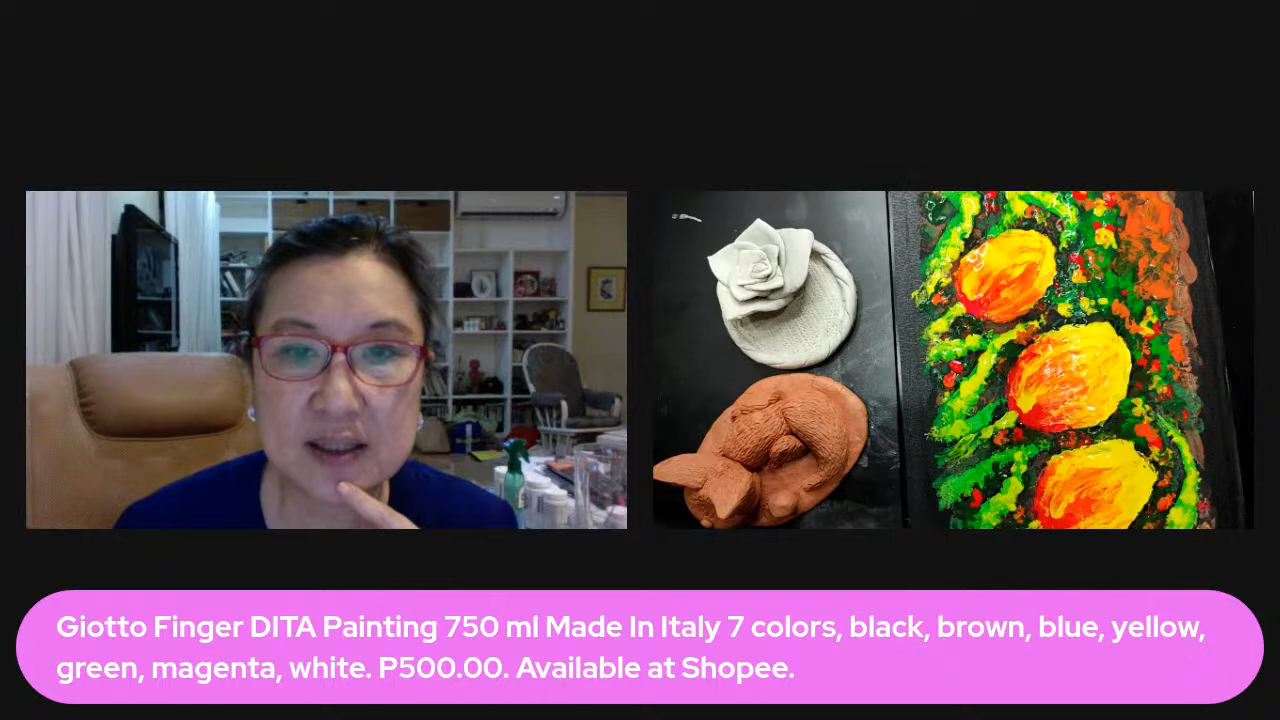 Giotto Finger DITA Painting 750 ml Made In Italy 7 colors, black, brown, blue, yellow,
green, magenta, white. P500.00. Available at Shopee.